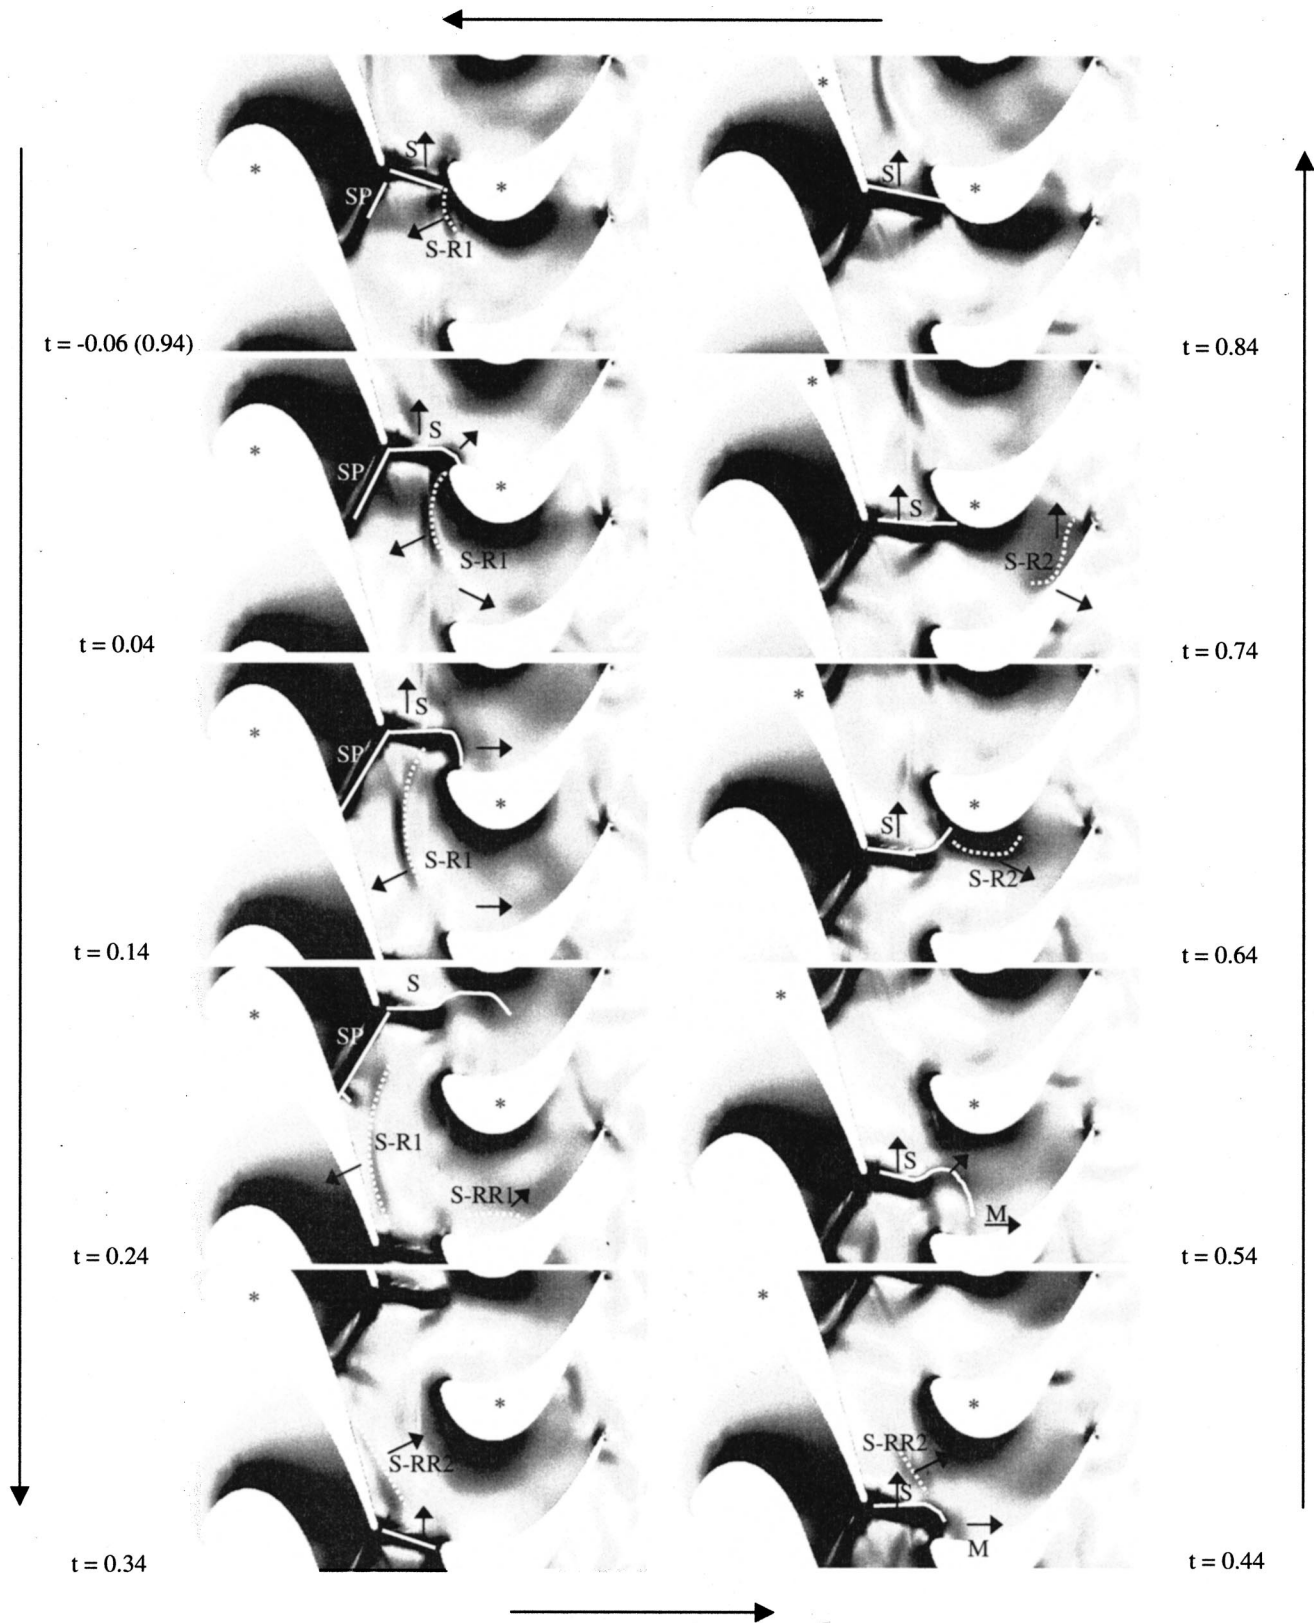 S
*
*
SP
S-R1
t = -0.06 (0.94)
*
S
*
t = 0.84
S
*
SP
*
S-R1
t = 0.04
*
*
S
S-R2
t = 0.74
S
*
SP
*
S-R1
t = 0.14
*
*
S
S-R2
t = 0.64
S
*
SP
*
S-R1
S-RR1
t = 0.24
*
*
S
M
t = 0.54
*
*
S-RR2
t = 0.34
*
*
S-RR2
S
M
t = 0.44